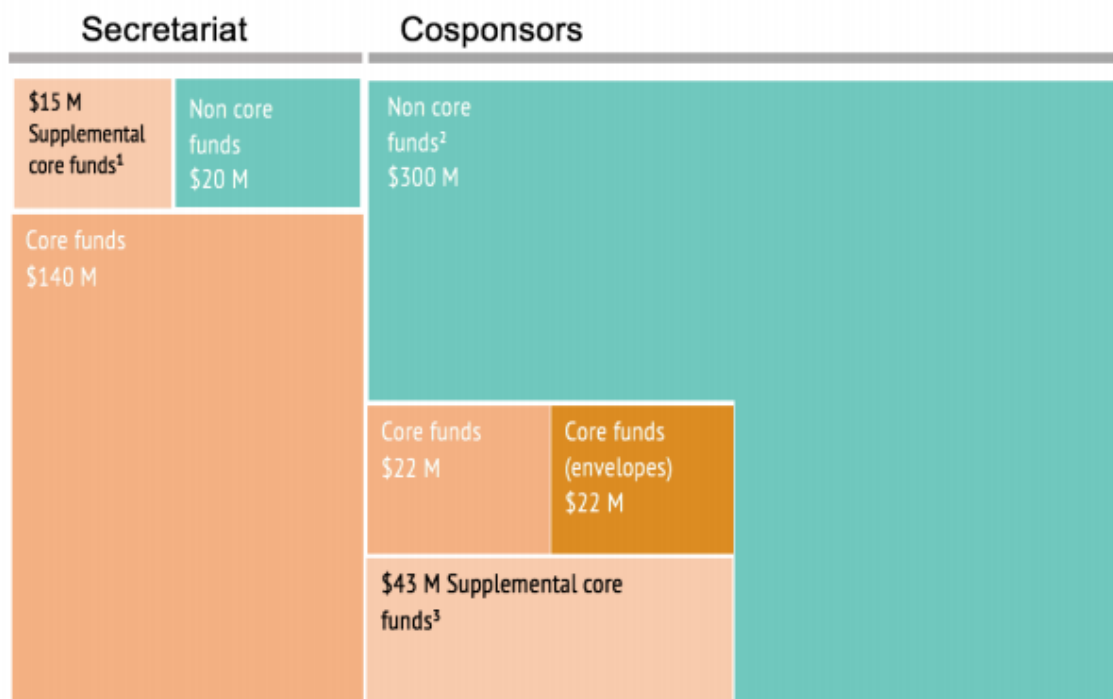 Secretariat
Cosponsors
$15 M
Supplemental
core funds¹
Non core
funds
$20 M
Non core
funds²
$300 M
Core funds
$140 M
Core funds
$22 M
Core funds
(envelopes)
$22 M
$43 M Supplemental core
funds³